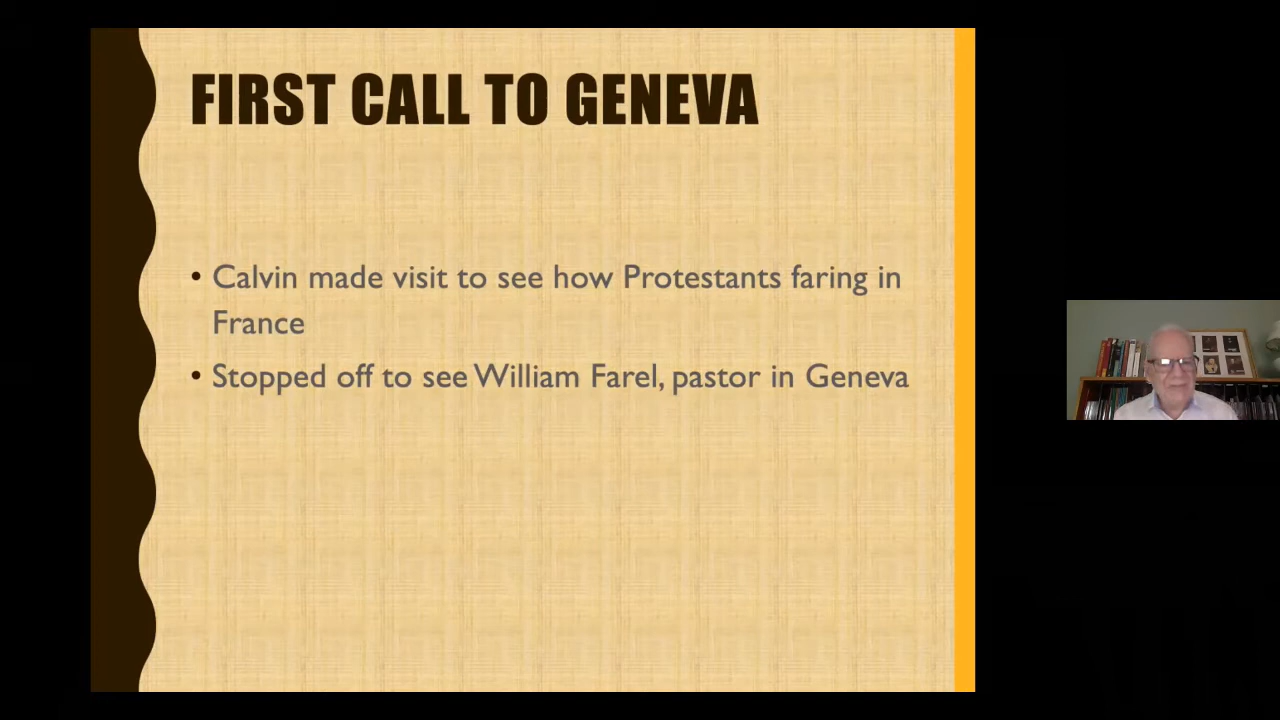 FIRST CALL TO GENEVA
• Calvin made visit to see how Protestants faring in
France
• Stopped off to see William Farel, pastor in Geneva